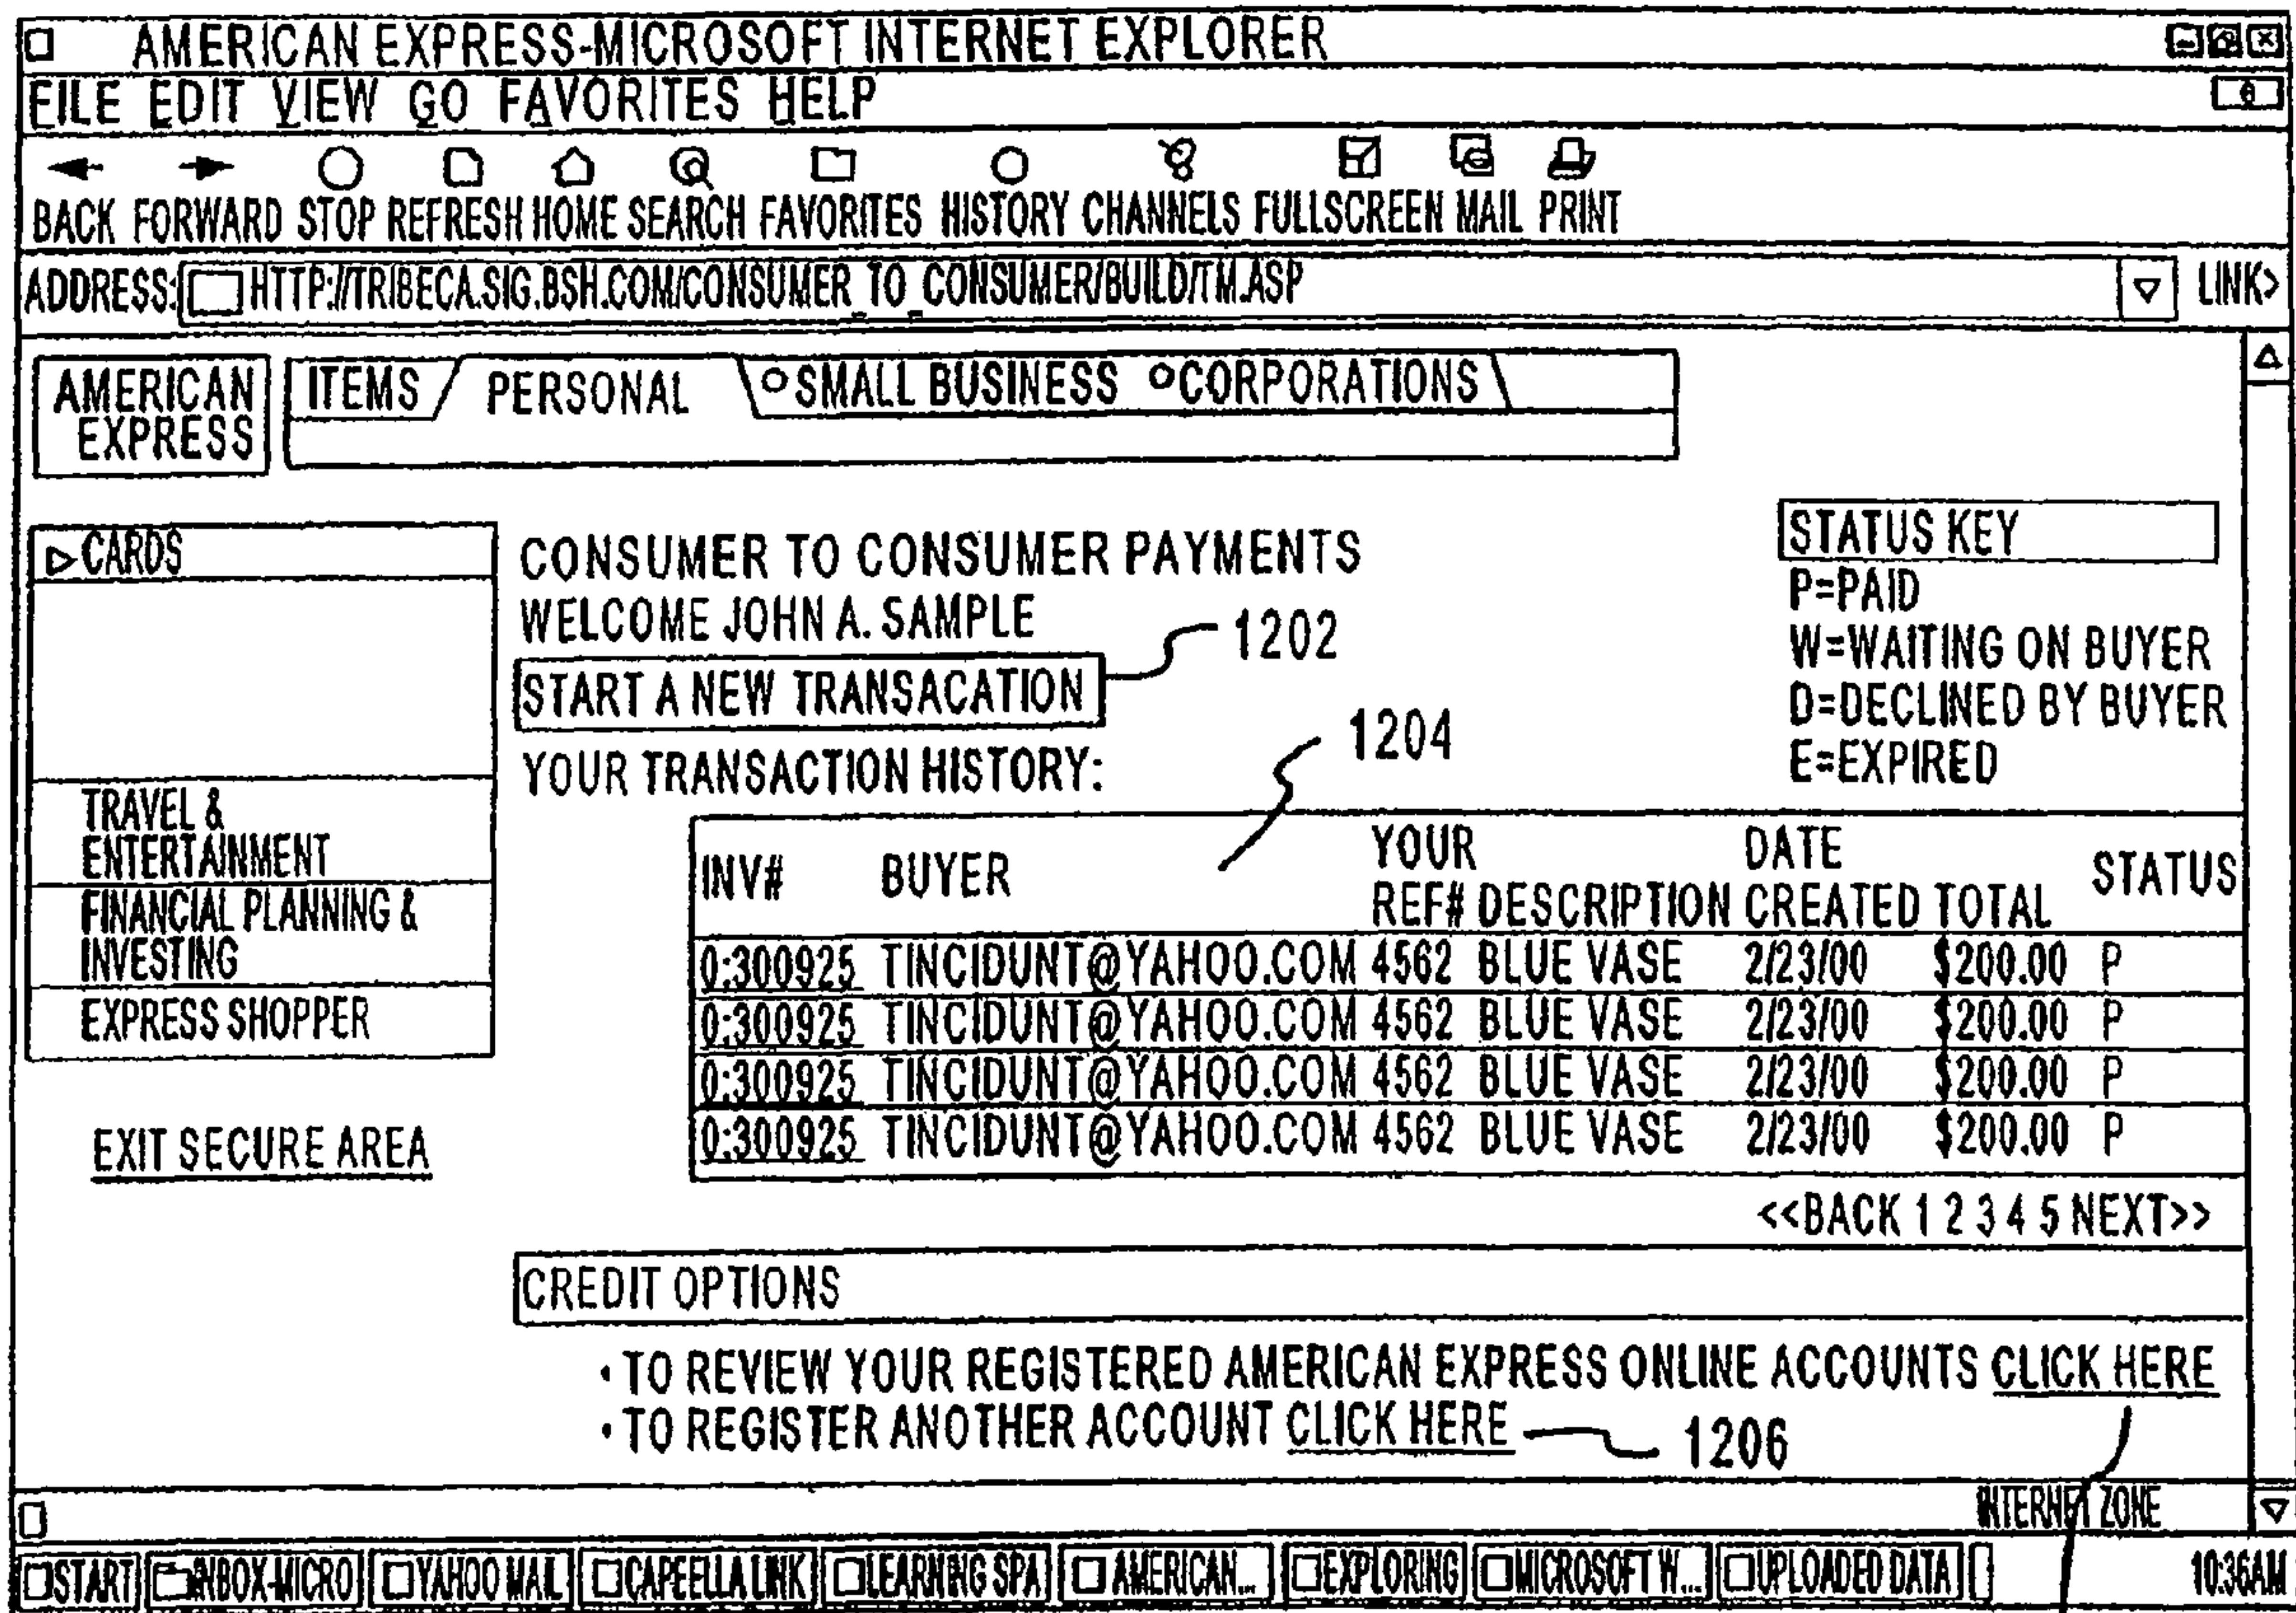 AMERICAN EXPRESS-MICROSOFT INTERNET EXPLORER
FILE EDIT VIEW GO FAVORITES HELP
BACK FORWARD STOP REFRESH HOME SEARCH FAVORITES HISTORY CHANNELS FULLSCREEN MAIL PRINT
ADDRESS: HTTP://TRIBECA.SIG.BSH.COM/CONSUMER_TO_CONSUMER/BUILD/TM.ASP LINK>
AMERICAN EXPRESS
ITEMS PERSONAL SMALL BUSINESS CORPORATIONS
CARDS
TRAVEL &
ENTERTAINMENT
FINANCIAL PLANNING &
INVESTING
EXPRESS SHOPPER
EXIT SECURE AREA
CONSUMER TO CONSUMER PAYMENTS
WELCOME JOHN A. SAMPLE
START A NEW TRANSACATION
1202
YOUR TRANSACTION HISTORY:
1204
STATUS KEY
P=PAID
W=WAITING ON BUYER
D=DECLINED BY BUYER
E=EXPIRED
INV# BUYER YOUR REF# DESCRIPTION DATE CREATED TOTAL STATUS
0:300925 TINCIDUNT@YAHOO.COM 4562 BLUE VASE 2/23/00 $200.00 P
0:300925 TINCIDUNT@YAHOO.COM 4562 BLUE VASE 2/23/00 $200.00 P
0:300925 TINCIDUNT@YAHOO.COM 4562 BLUE VASE 2/23/00 $200.00 P
0:300925 TINCIDUNT@YAHOO.COM 4562 BLUE VASE 2/23/00 $200.00 P
<<BACK 1 2 3 4 5 NEXT>>
CREDIT OPTIONS
• TO REVIEW YOUR REGISTERED AMERICAN EXPRESS ONLINE ACCOUNTS CLICK HERE
• TO REGISTER ANOTHER ACCOUNT CLICK HERE
1206
INTERNET ZONE
START INBOX-MICRO YAHOO MAIL CAPEELLA LINK LEARNING SPA AMERICAN... EXPLORING MICROSOFT W... UPLOADED DATA 10:36AM